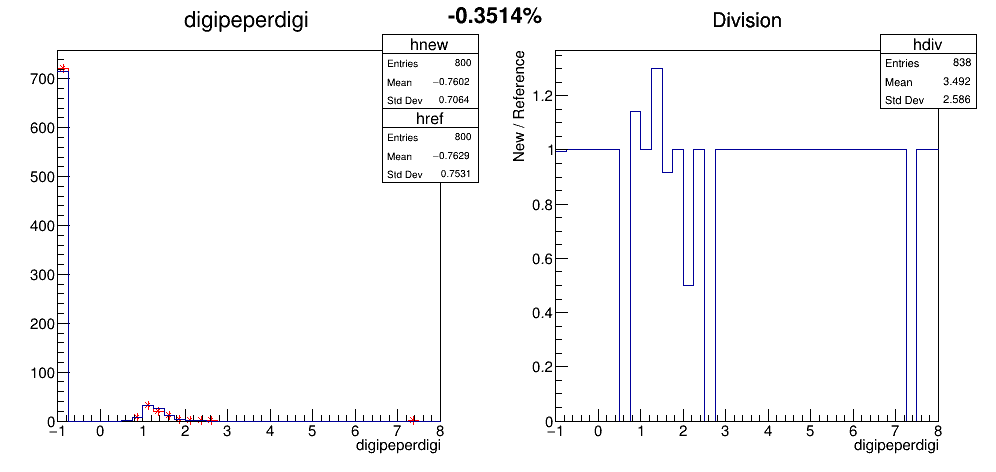 digipeperdigi
-0.3514%
Division
hnew
Entries 800
Mean −0.7602
Std Dev 0.7064
href
Entries 800
Mean −0.7629
Std Dev 0.7531
700
600
500
400
300
200
100
0
−1 0 1 2 3 4 5 6 7 8
digipeperdigi
hdiv
Entries 838
Mean 3.492
Std Dev 2.586
New / Reference
1.2
1
0.8
0.6
0.4
0.2
0
−1 0 1 2 3 4 5 6 7 8
digipeperdigi